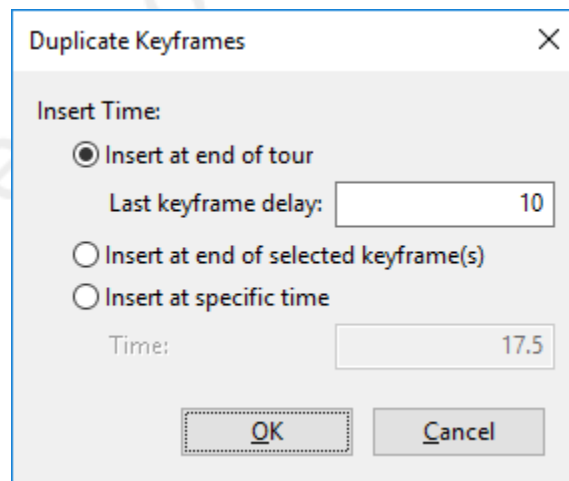 Duplicate Keyframes
Insert Time:
Insert at end of tour
Last keyframe delay: 10
Insert at end of selected keyframe(s)
Insert at specific time
Time: 17.5
OK Cancel